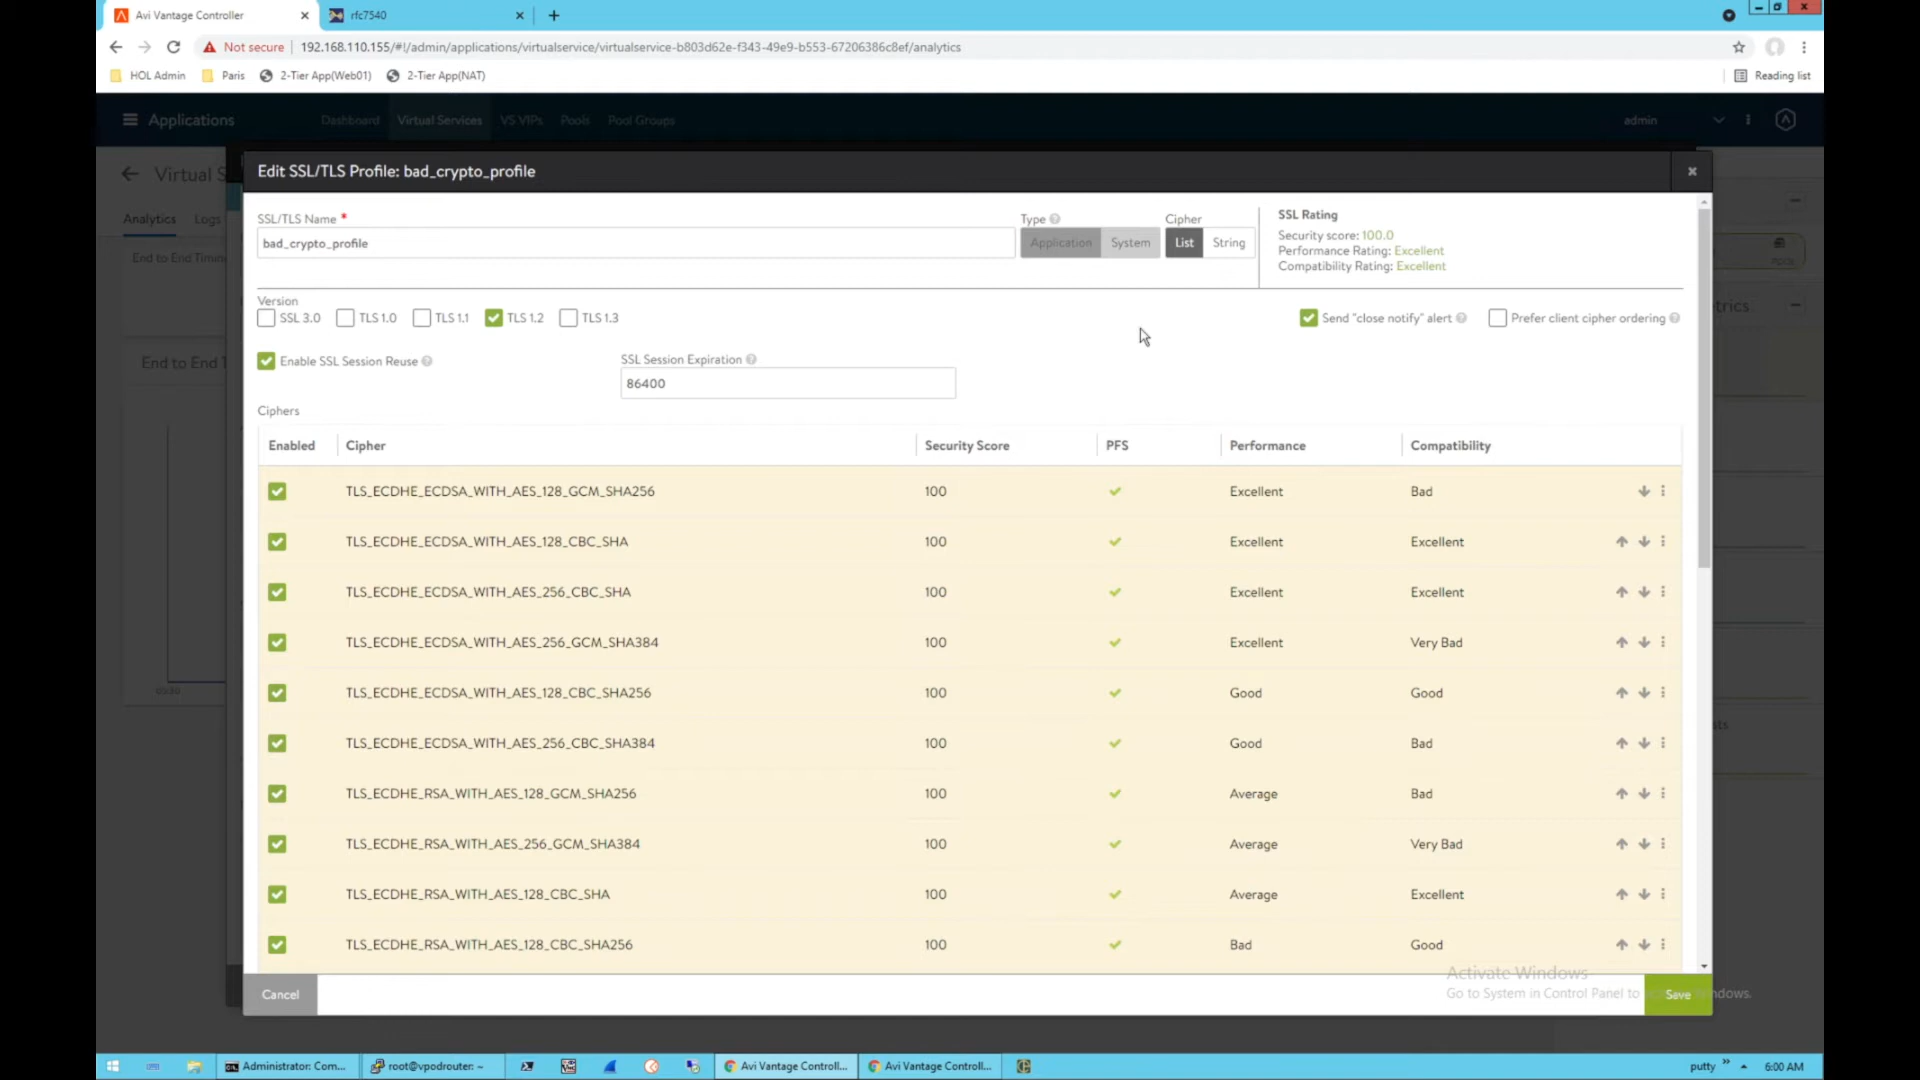 Avi Vantage Controller
rfc7540
Not secure
192.168.110.155/#!/admin/applications/virtualservice/virtualservice-b803d62e-f343-49e9-b553-67206386c8ef/analytics
HOL Admin
Paris
2-Tier App(Web01)
2-Tier App(NAT)
Reading list
Applications
Dashboard
Virtual Services
VS VIPs
Pools
Pool Groups
admin
Virtual S
Analytics
Logs
End to End Timin
End to End T
Edit SSL/TLS Profile: bad_crypto_profile
SSL/TLS Name *
bad_crypto_profile
Type
Application
System
Cipher
List
String
SSL Rating
Security score: 100.0
Performance Rating: Excellent
Compatibility Rating: Excellent
Version
SSL 3.0
TLS 1.0
TLS 1.1
TLS 1.2
TLS 1.3
Send "close notify" alert
Prefer client cipher ordering
Enable SSL Session Reuse
SSL Session Expiration
86400
Ciphers
Enabled Cipher Security Score PFS Performance Compatibility
TLS_ECDHE_ECDSA_WITH_AES_128_GCM_SHA256 100 Excellent Bad
TLS_ECDHE_ECDSA_WITH_AES_128_CBC_SHA 100 Excellent Excellent
TLS_ECDHE_ECDSA_WITH_AES_256_CBC_SHA 100 Excellent Excellent
TLS_ECDHE_ECDSA_WITH_AES_256_GCM_SHA384 100 Excellent Very Bad
TLS_ECDHE_ECDSA_WITH_AES_128_CBC_SHA256 100 Good Good
TLS_ECDHE_ECDSA_WITH_AES_256_CBC_SHA384 100 Good Bad
TLS_ECDHE_RSA_WITH_AES_128_GCM_SHA256 100 Average Bad
TLS_ECDHE_RSA_WITH_AES_256_GCM_SHA384 100 Average Very Bad
TLS_ECDHE_RSA_WITH_AES_128_CBC_SHA 100 Average Excellent
TLS_ECDHE_RSA_WITH_AES_128_CBC_SHA256 100 Bad Good
Activate Windows
Go to System in Control Panel to
Cancel
Save
Administrator: Com...
root@vpodrouter: ~
Avi Vantage Controll...
Avi Vantage Controll...
putty
6:00 AM